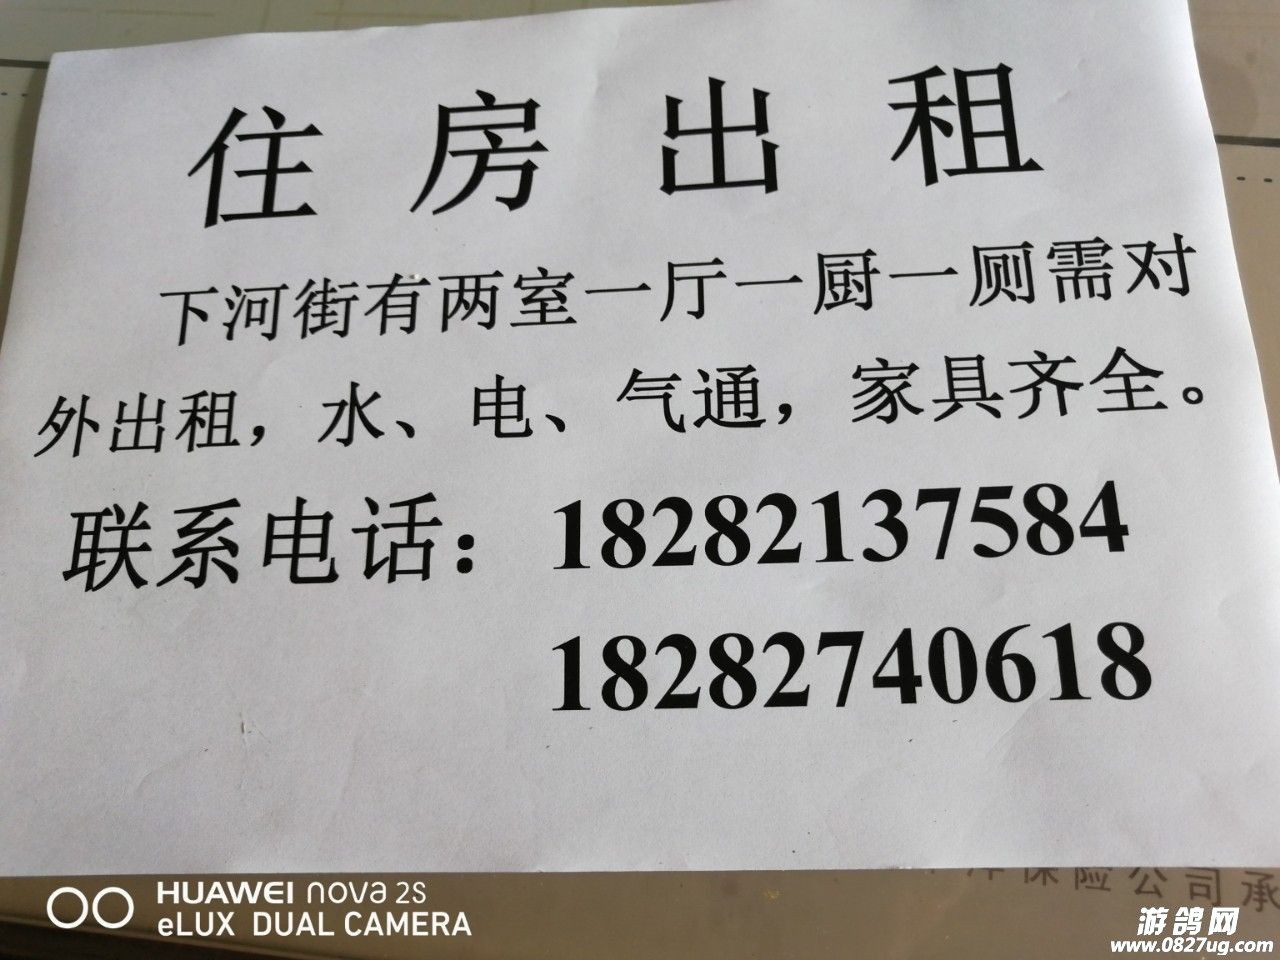 住房出租
下河街有两室一厅一厨一厕需对
外出租，水、电、气通，家具齐全。
联系电话：18282137584
18282740618
保险公司承
HUAWEI nova 2s
eLUX DUAL CAMERA
游鸽网
www.0827ug.com